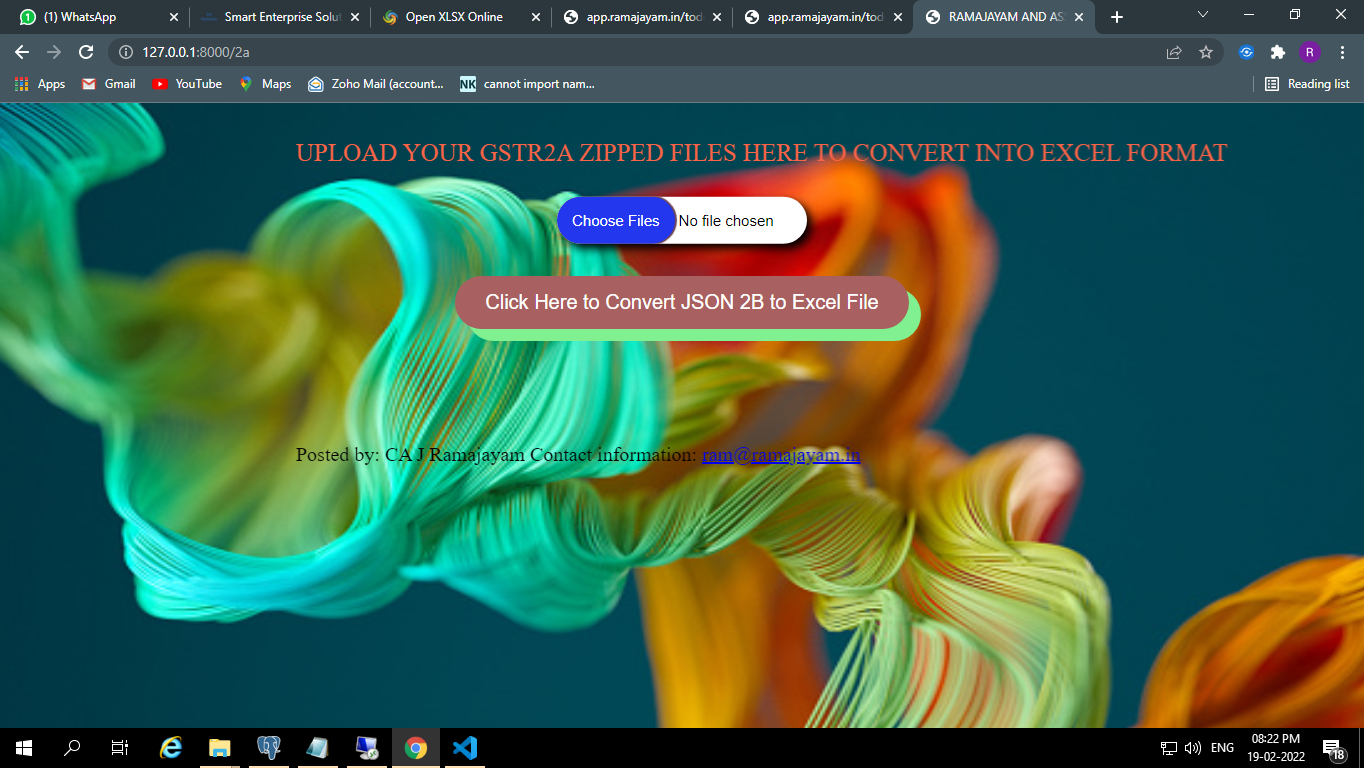 (1) WhatsApp
Smart Enterprise Solut
Open XLSX Online
app.ramajayam.in/tod
app.ramajayam.in/tod
RAMAJAYAM AND AS
127.0.0.1:8000/2a
R
Apps
Gmail
YouTube
Maps
Zoho Mail (account...
NK
cannot import nam...
Reading list
UPLOAD YOUR GSTR2A ZIPPED FILES HERE TO CONVERT INTO EXCEL FORMAT
Choose Files No file chosen
Click Here to Convert JSON 2B to Excel File
Posted by: CA J Ramajayam Contact information: ram@ramajayam.in
ENG
08:22 PM
19-02-2022
18